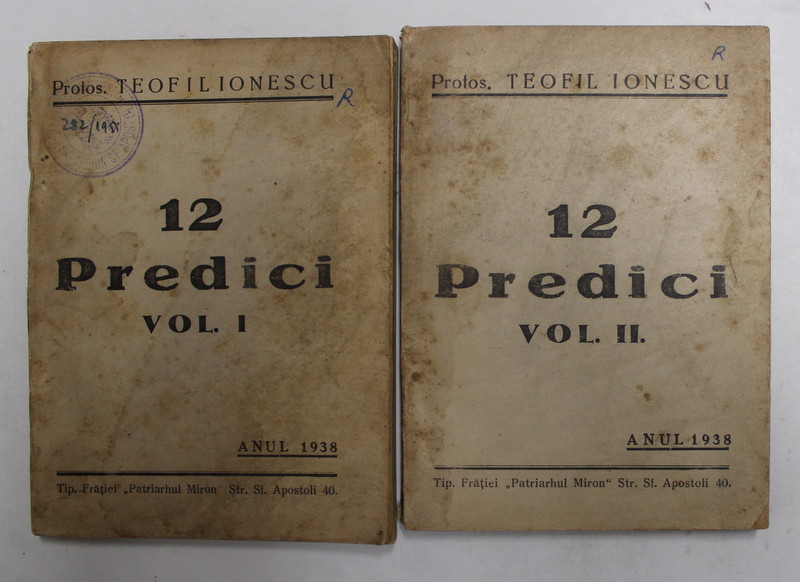 Protos. TEOFIL IONESCU
R
282/1955
12
Predici
VOL. I
ANUL 1938
Tip. Frăției „Patriarhul Miron" Str. Sf. Apostoli 40.
R
Protos. TEOFIL IONESCU
12
Predici
VOL. II.
ANUL 1938
Tip. Frăției „Patriarhul Miron“ Str. Sf. Apostoli 40.